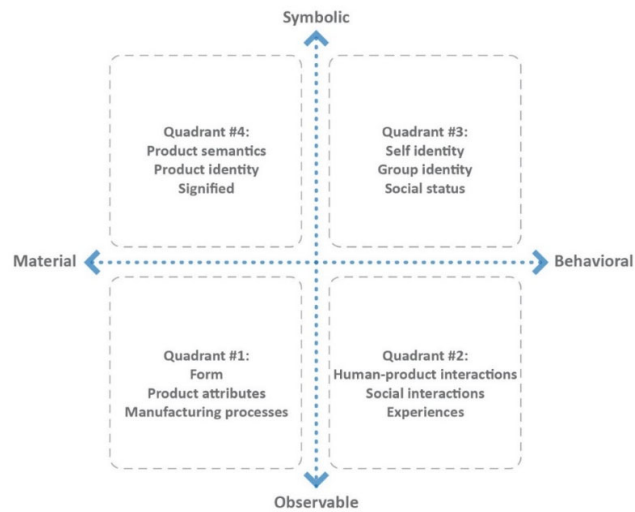 Symbolic
Quadrant #4:
Product semantics
Product identity
Signified
Quadrant #3:
Self identity
Group identity
Social status
Material
Behavioral
Quadrant #1:
Form
Product attributes
Manufacturing processes
Quadrant #2:
Human-product interactions
Social interactions
Experiences
Observable